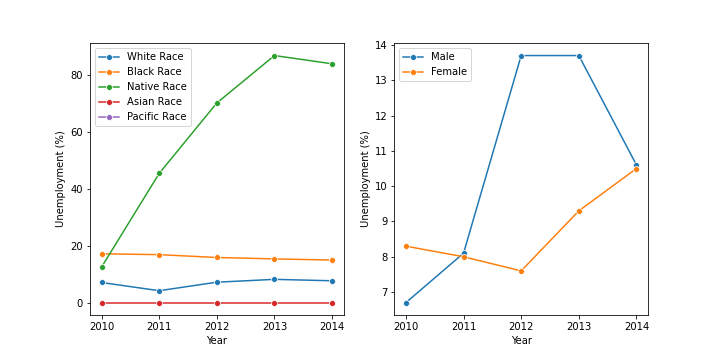 White Race
Black Race
Native Race
Asian Race
Pacific Race
80
60
40
20
0
Unemployment (%)
2010 2011 2012 2013 2014
Year
Male
Female
14
13
12
11
10
9
8
7
Unemployment (%)
2010 2011 2012 2013 2014
Year